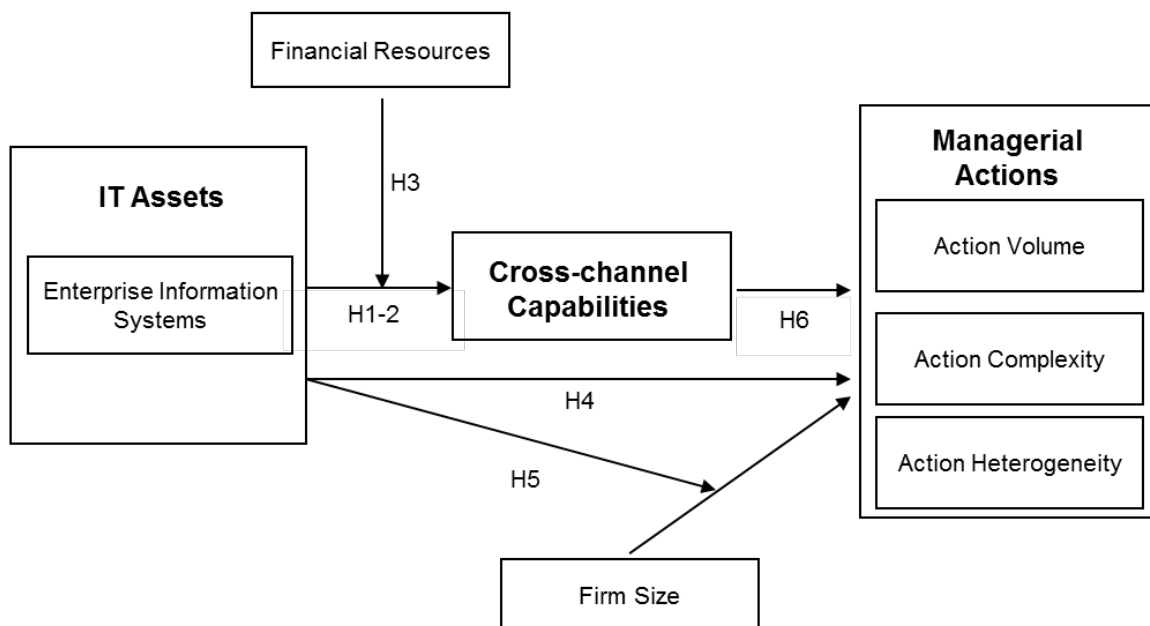 Financial Resources
IT Assets
Enterprise Information
Systems
H3
H1-2
Cross-channel
Capabilities
H6
H4
H5
Firm Size
Managerial
Actions
Action Volume
Action Complexity
Action Heterogeneity